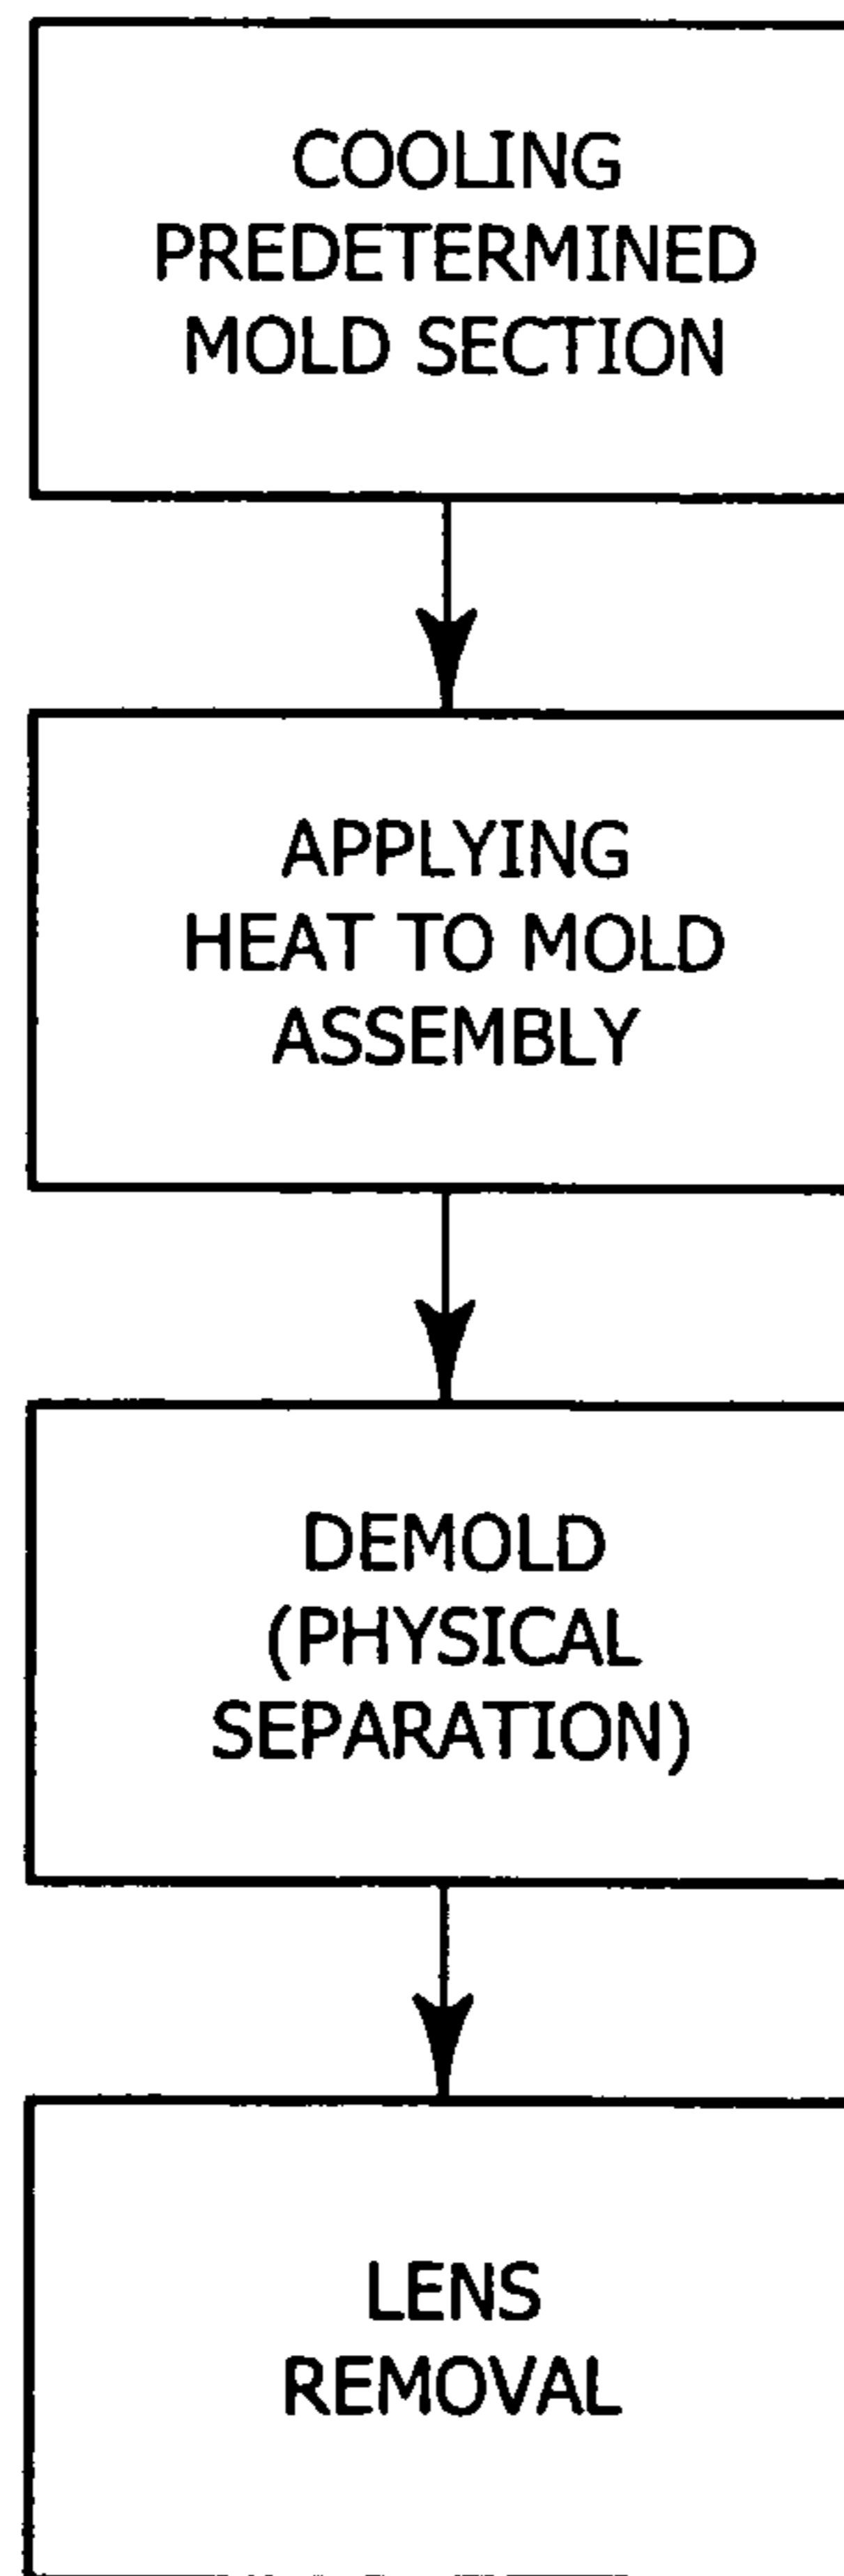 COOLING
PREDETERMINED
MOLD SECTION
APPLYING
HEAT TO MOLD
ASSEMBLY
DEMOLD
(PHYSICAL
SEPARATION)
LENS
REMOVAL